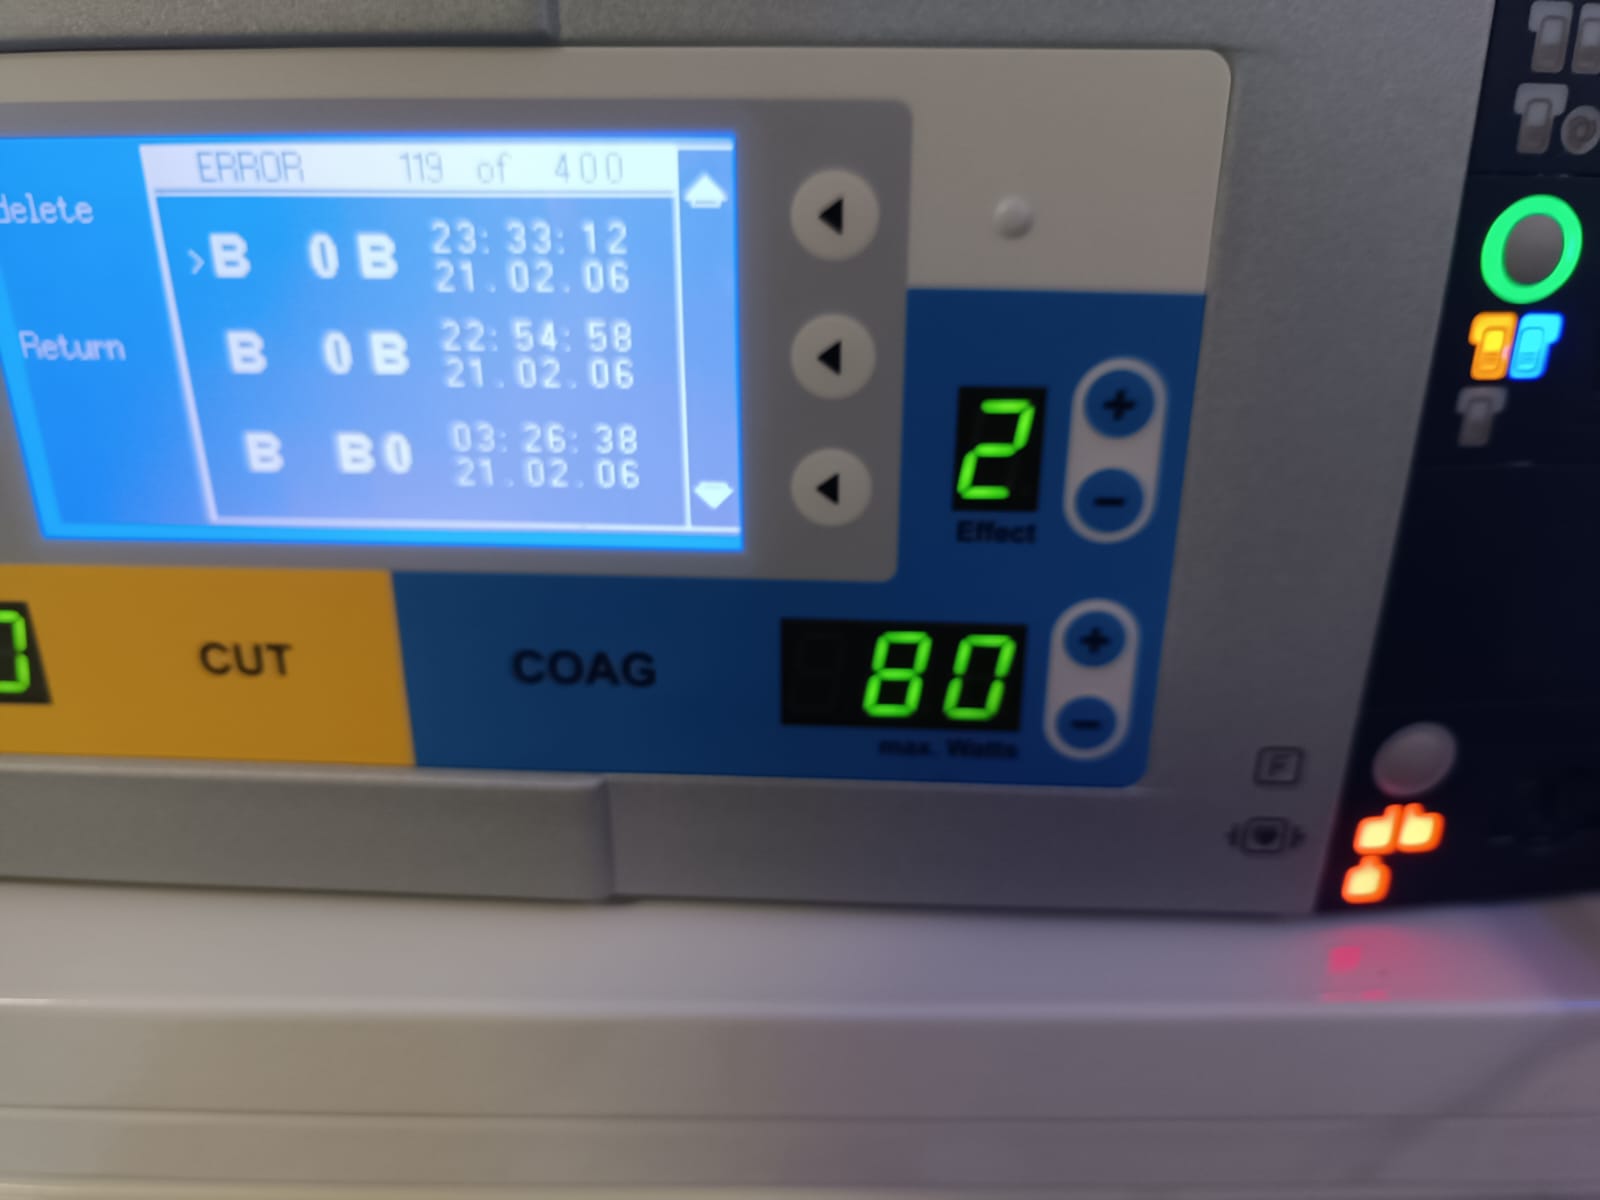 ERROR 119 of 400
delete
>B 0B 23:33:12
21.02.06
Return
B 0B 22:54:58
21.02.06
B B0 03:26:38
21.02.06
2
Effect
CUT
COAG
80
max. Watts
F